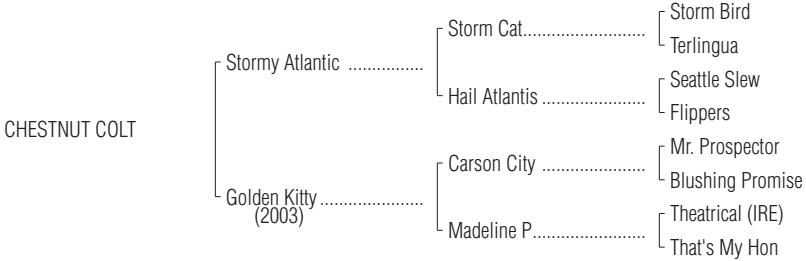 Storm Bird
Storm Cat..........................
Terlingua
Stormy Atlantic ................
Seattle Slew
Hail Atlantis ......................
Flippers
CHESTNUT COLT
Mr. Prospector
Carson City ......................
Blushing Promise
Golden Kitty......................
(2003)
Theatrical (IRE)
Madeline P........................
That's My Hon